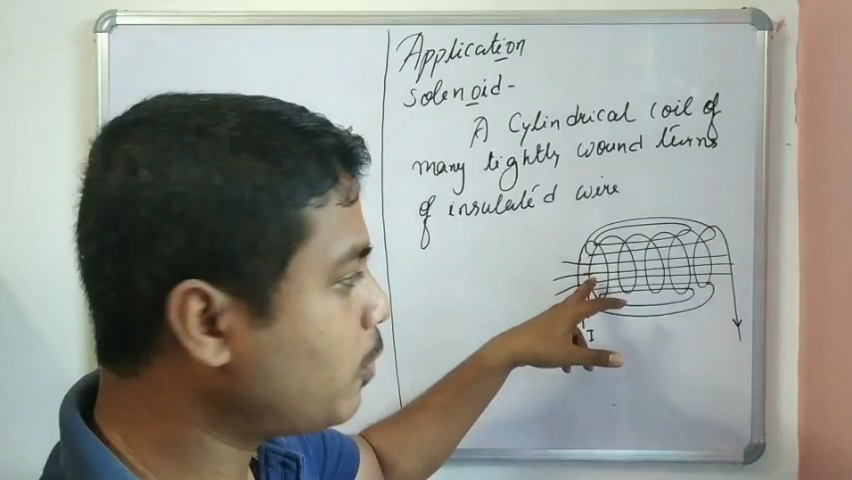 Application
Solenoid-
A Cylindrical coil of
many tightly wound turns
of insulated wire
I